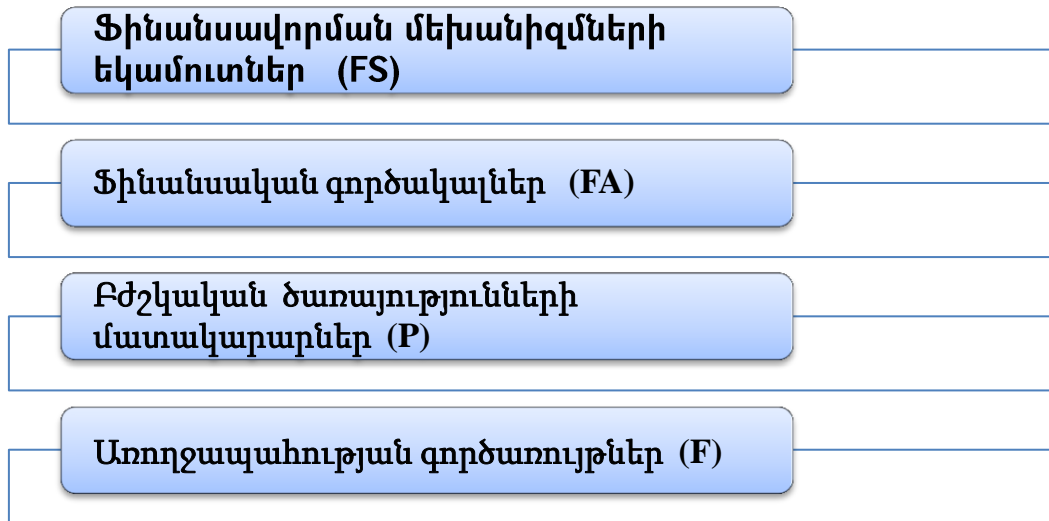 Ֆինանսավորման մեխանիզմների
եկամուտներ (FS)
Ֆինանսական գործակալներ (FA)
Բժշկական ծառայությունների
մատակարարներ (P)
Առողջապահության գործառույթներ (F)